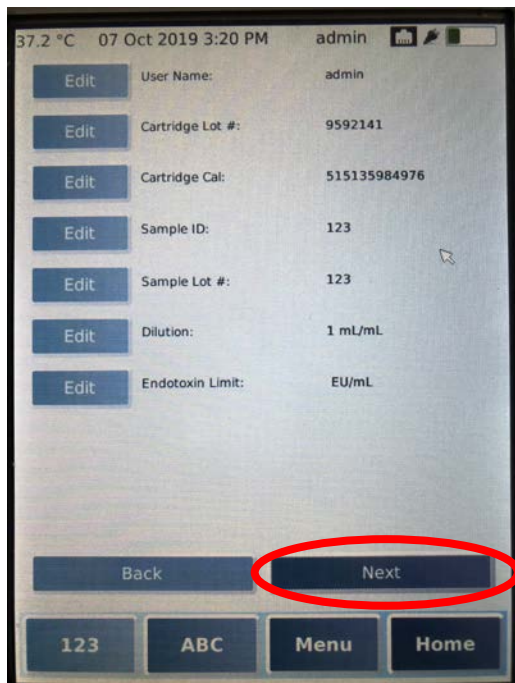 37.2 °C 07 Oct 2019 3:20 PM admin
Edit User Name: admin
Edit Cartridge Lot #: 9592141
Edit Cartridge Cal: 515135984976
Edit Sample ID: 123
Edit Sample Lot #: 123
Edit Dilution: 1 mL/mL
Edit Endotoxin Limit: EU/mL
Back Next
123 ABC Menu Home